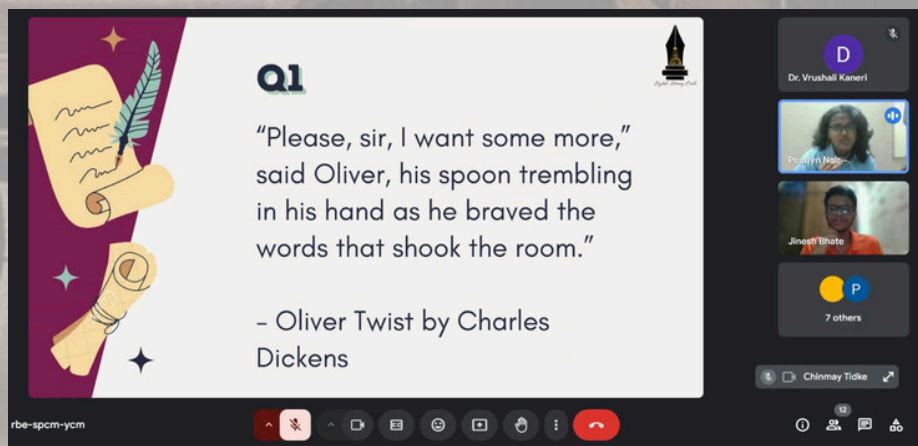 Q1
“Please, sir, I want some more,”
said Oliver, his spoon trembling
in his hand as he braved the
words that shook the room.”
– Oliver Twist by Charles
Dickens
D
Dr. Vrushali Kaneri
Jinesh Bhate
P
7 others
Chinmay Tidke
rbe-spcm-ycm
12